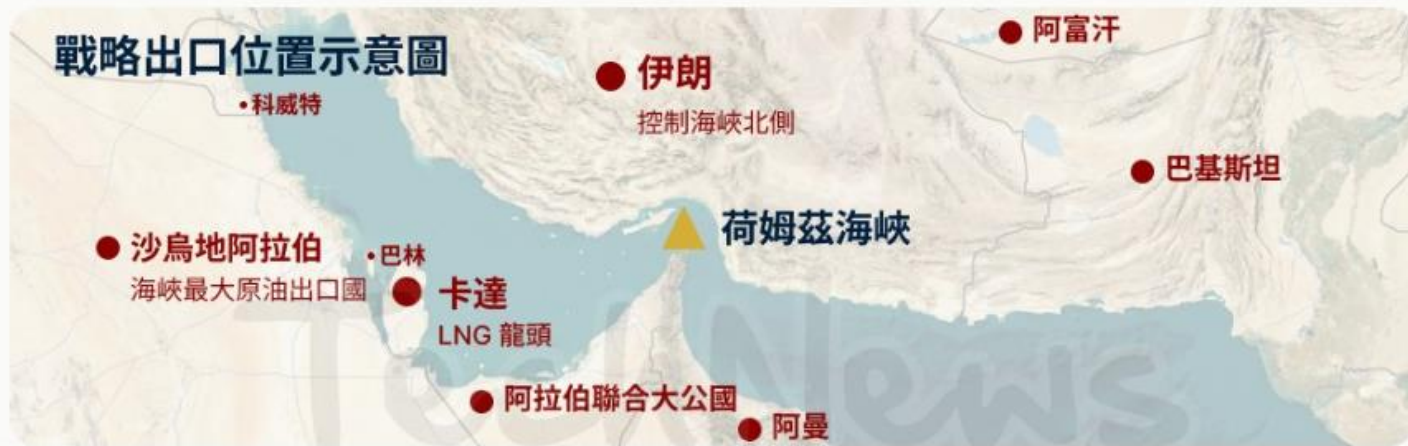 戰略出口位置示意圖
阿富汗
伊朗
控制海峽北側
•科威特
巴基斯坦
荷姆茲海峽
沙烏地阿拉伯
海峽最大原油出口國
•巴林
卡達
LNG 龍頭
阿拉伯聯合大公國
阿曼
TechNews